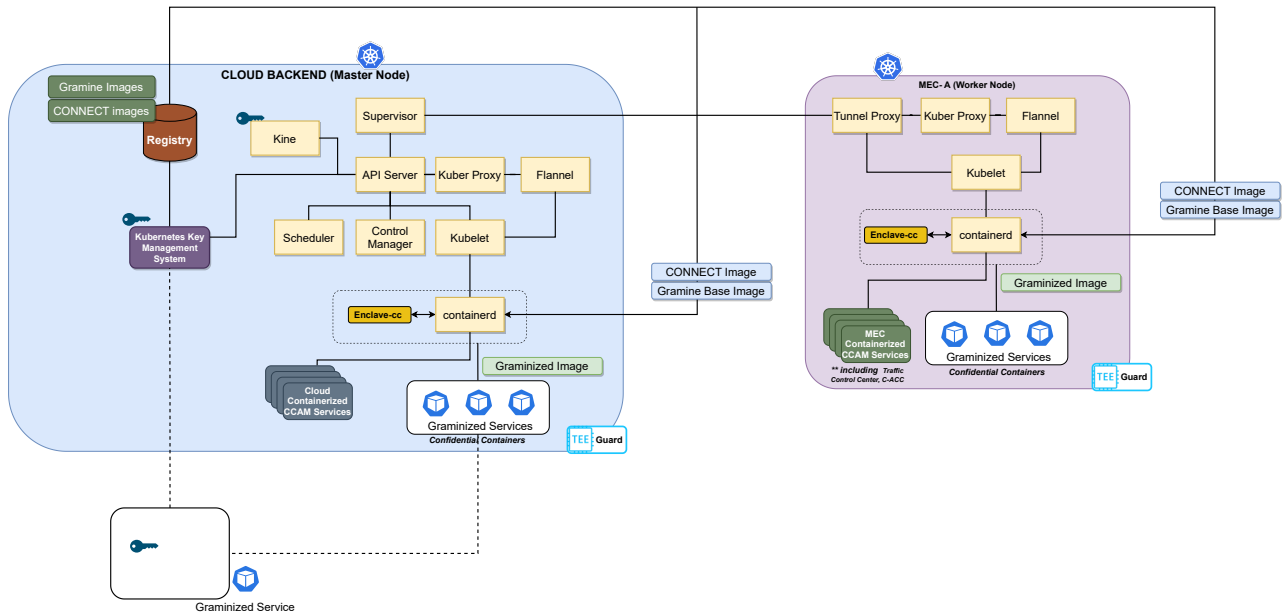 CLOUD BACKEND (Master Node)
Gramine Images
CONNECT images
Registry
Kine
Supervisor
API Server
Kuber Proxy
Flannel
Scheduler
Control
Manager
Kubelet
Kubernetes Key
Management
System
CONNECT Image
Gramine Base Image
Enclave-cc
containerd
Graminized Image
Cloud
Containerized
CCAM Services
Graminized Services
Confidential Containers
TEE Guard
Graminized Service
MEC- A (Worker Node)
Tunnel Proxy
Kuber Proxy
Flannel
Kubelet
CONNECT Image
Gramine Base Image
Enclave-cc
containerd
Graminized Image
MEC
Containerized
CCAM Services
** including Traffic
Control Center, C-ACC
Graminized Services
Confidential Containers
TEE Guard